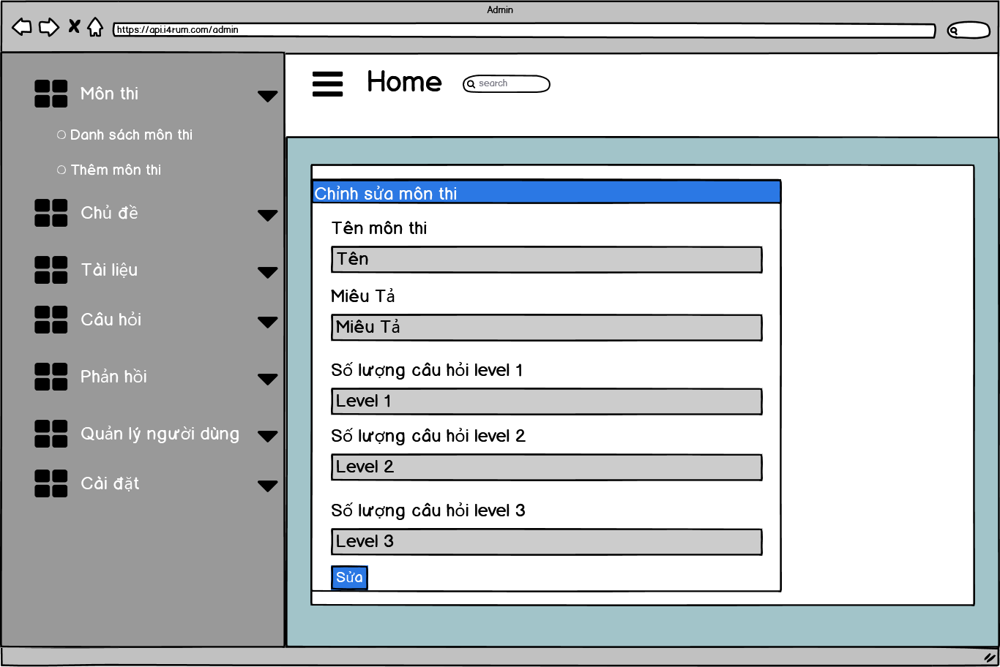 Admin
https://api.i4rum.com/admin
Home
search
Môn thi
Danh sách môn thi
Thêm môn thi
Chủ đề
Tài liệu
Câu hỏi
Phản hồi
Quản lý người dùng
Cài đặt
Chỉnh sửa môn thi
Tên môn thi
Tên
Miêu Tả
Miêu Tả
Số lượng câu hỏi level 1
Level 1
Số lượng câu hỏi level 2
Level 2
Số lượng câu hỏi level 3
Level 3
Sửa